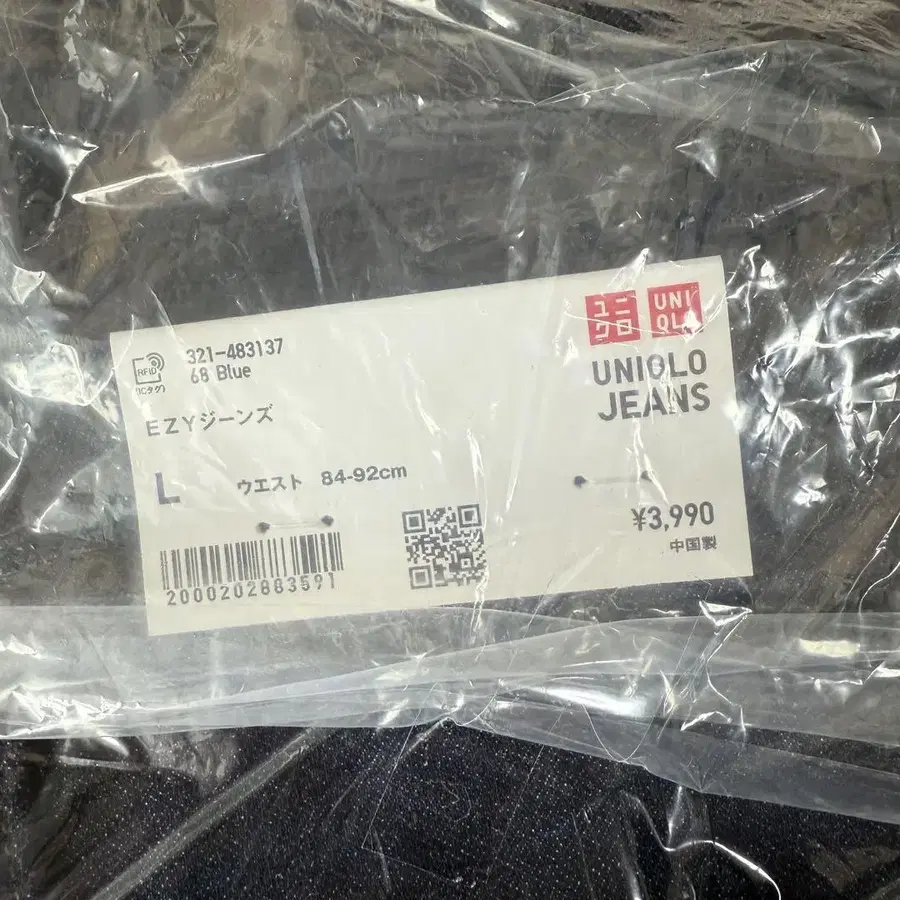 RFID
(ICタグ)
321-483137
68 Blue
EZYジーンズ
L
ウエスト 84-92cm
2000202883591
ユニ
クロ
UNI
QLO
UNIQLO
JEANS
¥3,990
中国製